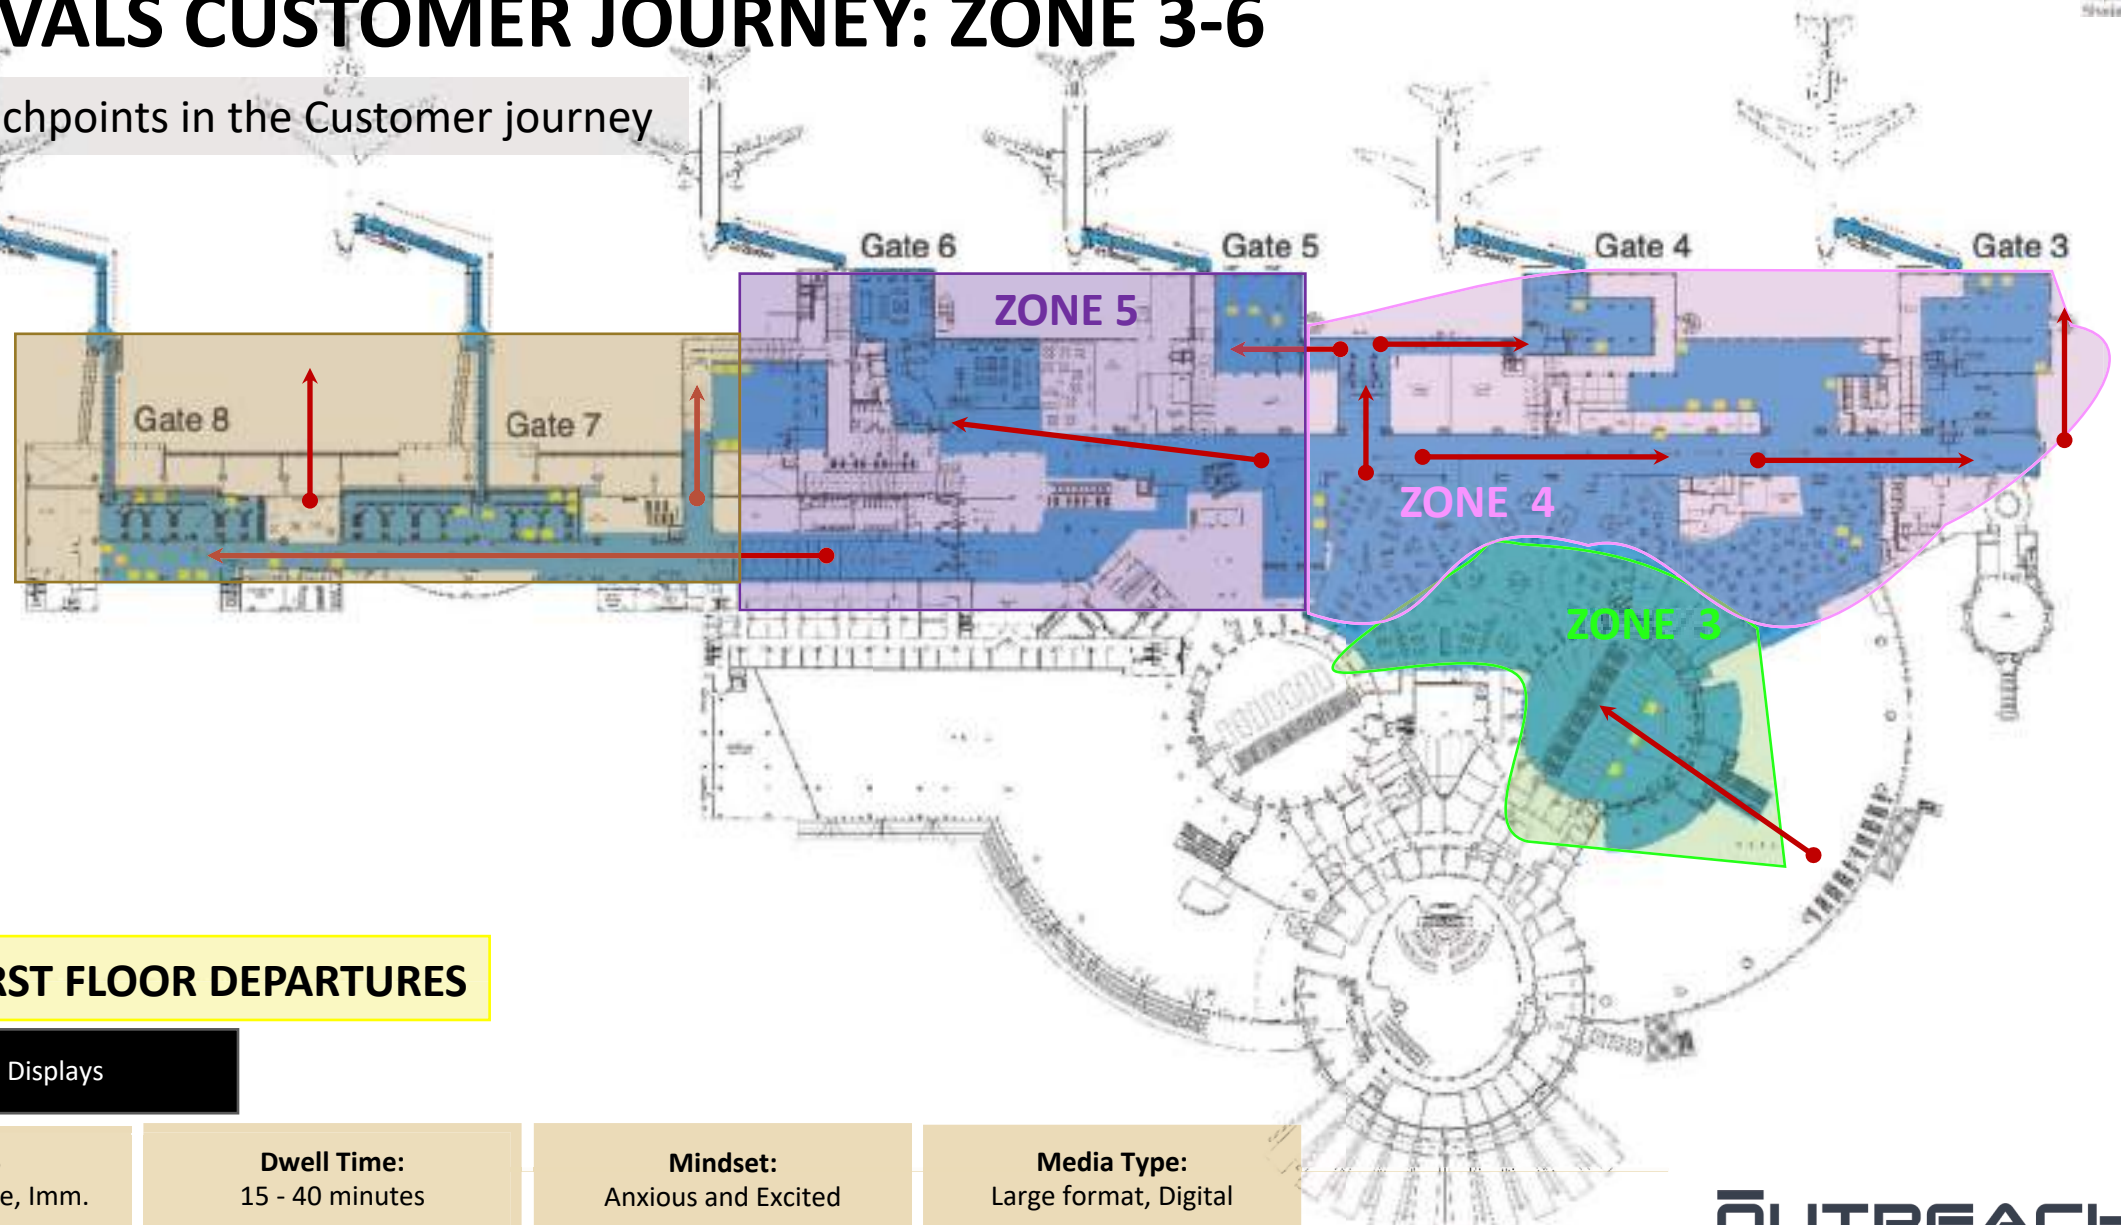 VALS CUSTOMER JOURNEY: ZONE 3-6
chpoints in the Customer journey
Gate 6
Gate 5
Gate 4
Gate 3
ZONE 5
Gate 8
Gate 7
ZONE 4
ZONE 3
RST FLOOR DEPARTURES
Displays
e, Imm.
Dwell Time:
15 - 40 minutes
Mindset:
Anxious and Excited
Media Type:
Large format, Digital
OUTREACH